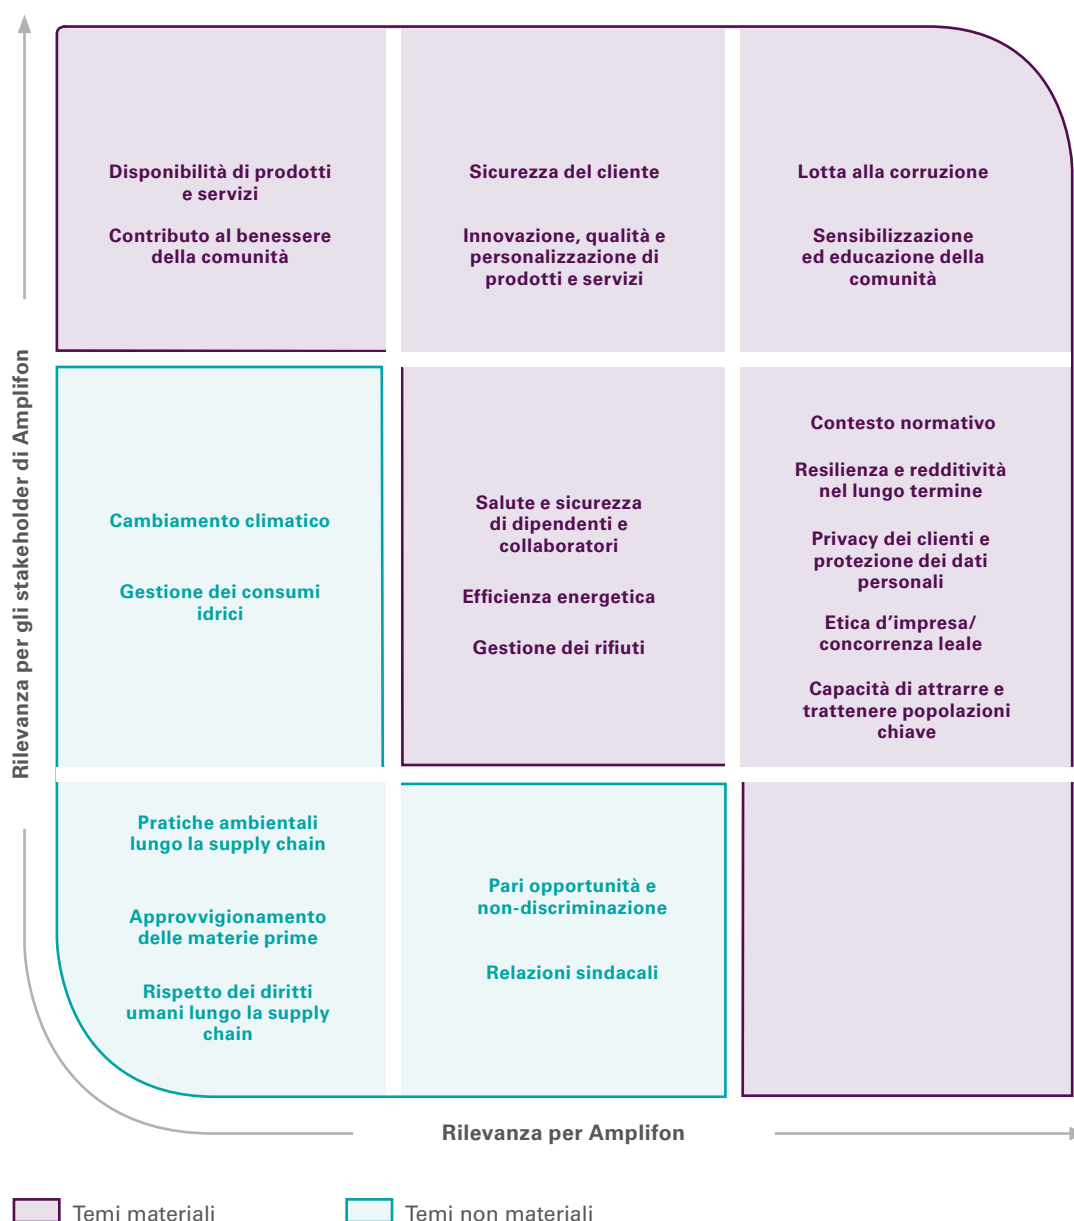 Disponibilità di prodotti
e servizi
Contributo al benessere
della comunità
Sicurezza del cliente
Innovazione, qualità e
personalizzazione di
prodotti e servizi
Lotta alla corruzione
Sensibilizzazione
ed educazione della
comunità
Rilevanza per gli stakeholder di Amplifon
Cambiamento climatico
Gestione dei consumi
idrici
Salute e sicurezza
di dipendenti e
collaboratori
Efficienza energetica
Gestione dei rifiuti
Contesto normativo
Resilienza e redditività
nel lungo termine
Privacy dei clienti e
protezione dei dati
personali
Etica d’impresa/
concorrenza leale
Capacità di attrarre e
trattenere popolazioni
chiave
Pratiche ambientali
lungo la supply chain
Approvvigionamento
delle materie prime
Rispetto dei diritti
umani lungo la supply
chain
Pari opportunità e
non-discriminazione
Relazioni sindacali
Rilevanza per Amplifon
Temi materiali
Temi non materiali